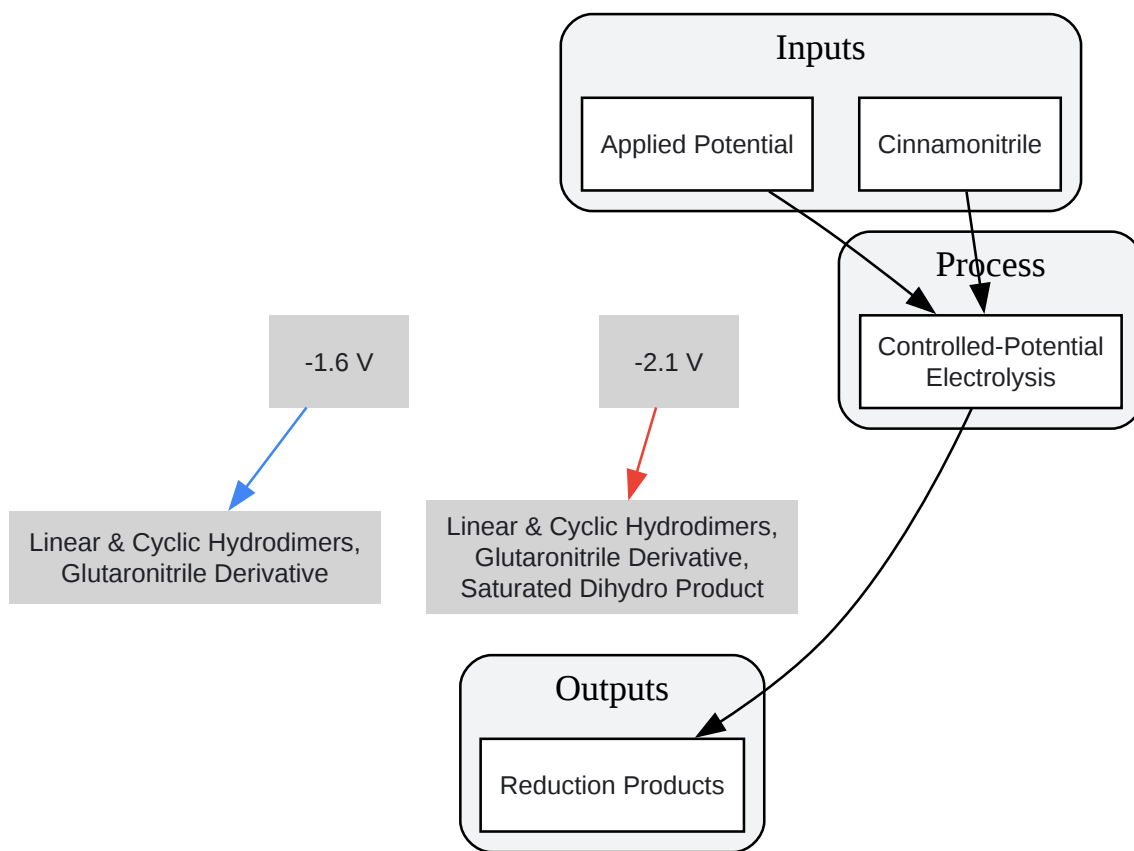 Inputs
Applied Potential
Cinnamonitrile
Process
Controlled-Potential
Electrolysis
-1.6 V
-2.1 V
Linear & Cyclic Hydrodimers,
Glutaronitrile Derivative
Linear & Cyclic Hydrodimers,
Glutaronitrile Derivative,
Saturated Dihydro Product
Outputs
Reduction Products